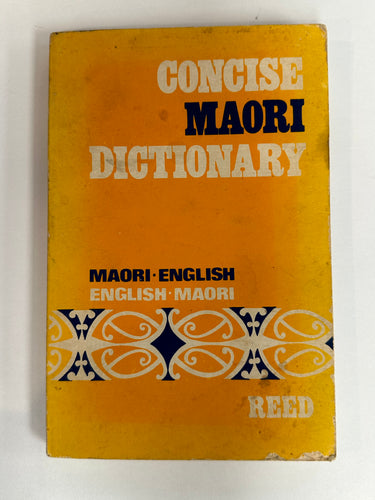 CONCISE
MAORI
DICTIONARY
MAORI·ENGLISH
ENGLISH·MAORI
REED